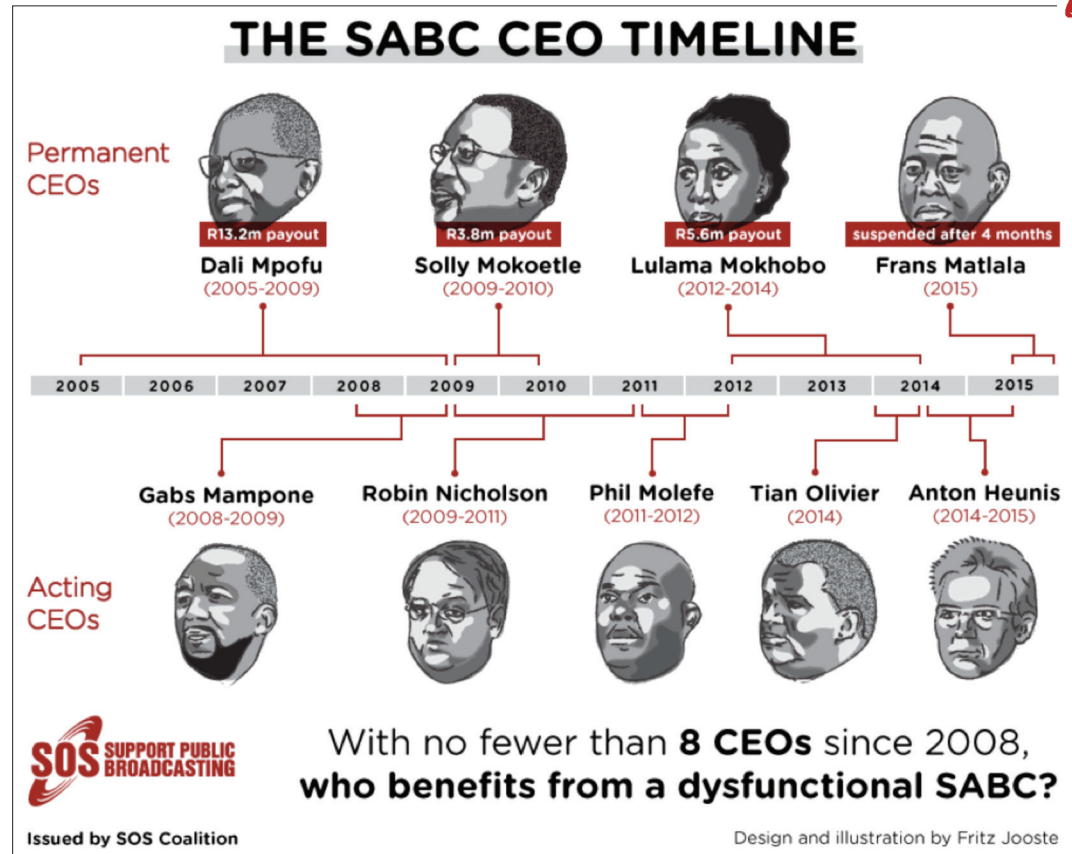 THE SABC CEO TIMELINE
Permanent
CEOs
R13.2m payout
Dali Mpofu
(2005-2009)
R3.8m payout
Solly Mokoetle
(2009-2010)
R5.6m payout
Lulama Mokhobo
(2012-2014)
suspended after 4 months
Frans Matlala
(2015)
2005 2006 2007 2008 2009 2010 2011 2012 2013 2014 2015
Gabs Mampone
(2008-2009)
Robin Nicholson
(2009-2011)
Phil Molefe
(2011-2012)
Tian Olivier
(2014)
Anton Heunis
(2014-2015)
Acting
CEOs
SOS SUPPORT PUBLIC
BROADCASTING
With no fewer than 8 CEOs since 2008,
who benefits from a dysfunctional SABC?
Issued by SOS Coalition
Design and illustration by Fritz Jooste